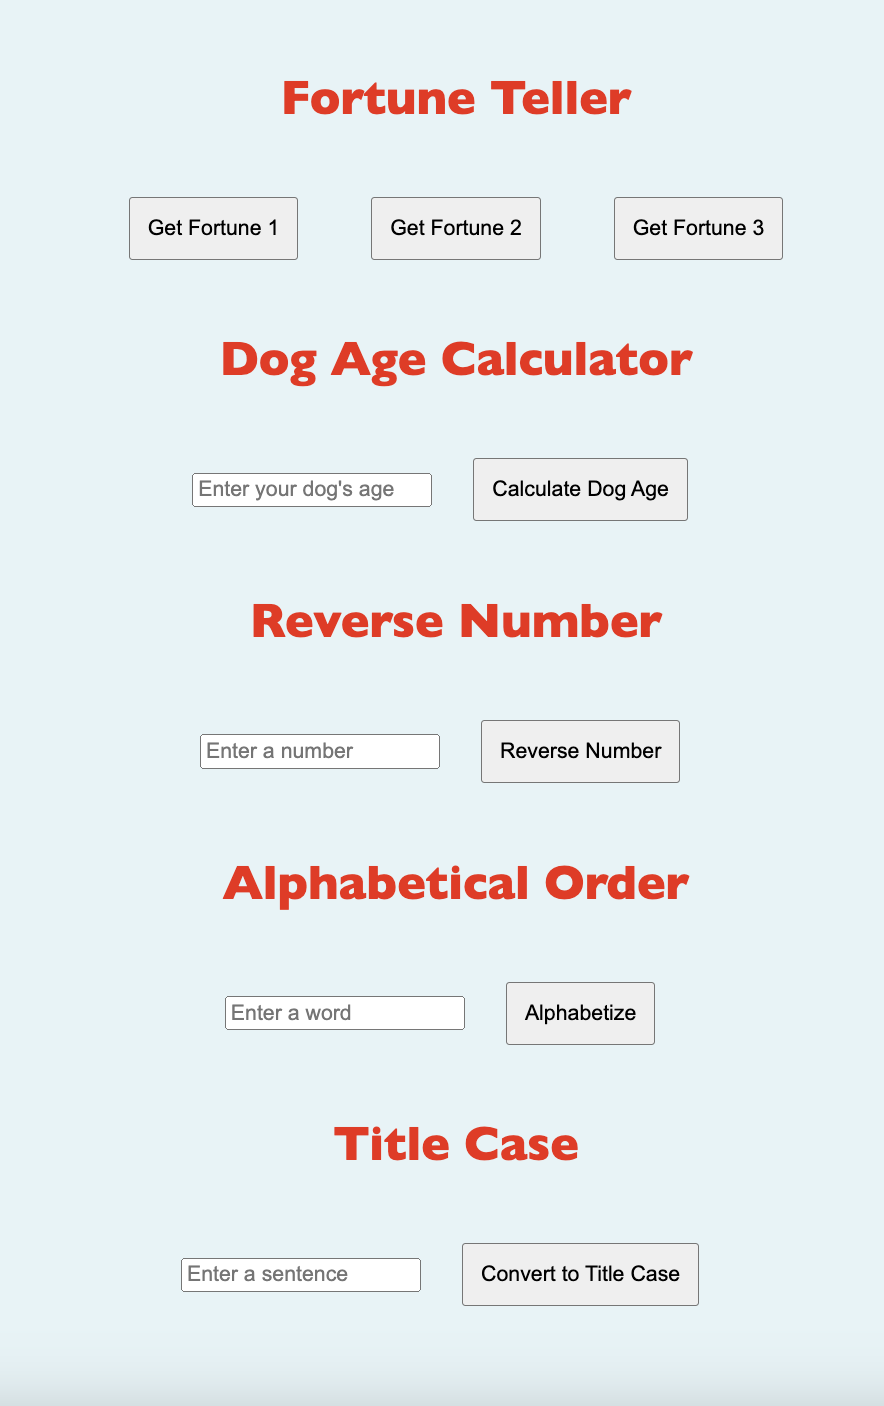 Fortune Teller
Get Fortune 1 Get Fortune 2 Get Fortune 3
Dog Age Calculator
Enter your dog's age Calculate Dog Age
Reverse Number
Enter a number Reverse Number
Alphabetical Order
Enter a word Alphabetize
Title Case
Enter a sentence Convert to Title Case